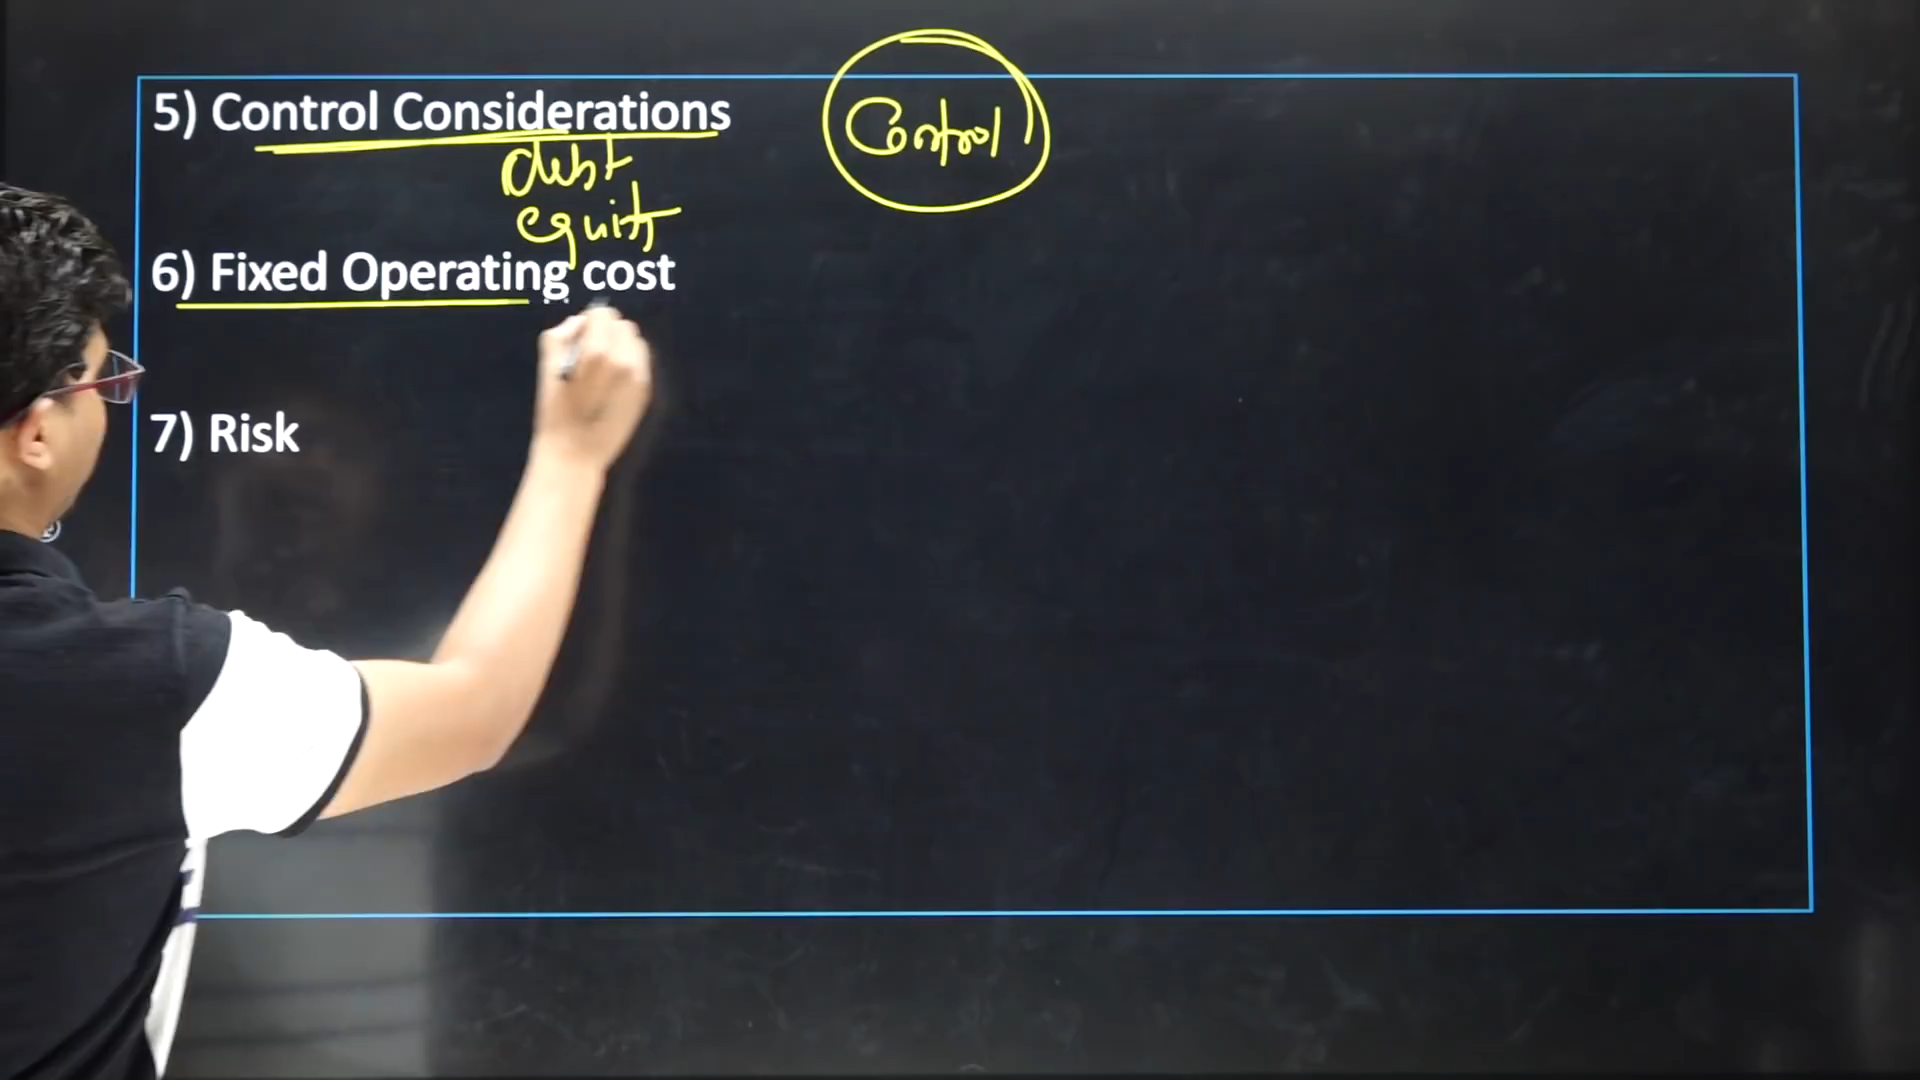 5) Control Considerations
Control
debt
equity
6) Fixed Operating cost
7) Risk